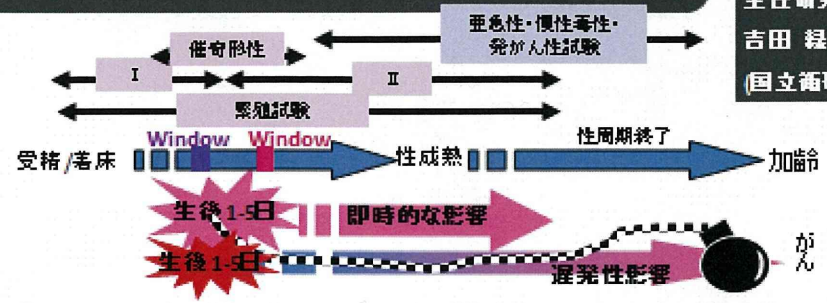 吉田
亜急性・慢性毒性・
発がん性試験
催奇形性
I
II
繁殖試験
Window Window
受精/着床
性成熟
性周期終了
加齢
生後1-5日
即時的な影響
生後1-5日
遅発性影響
がん